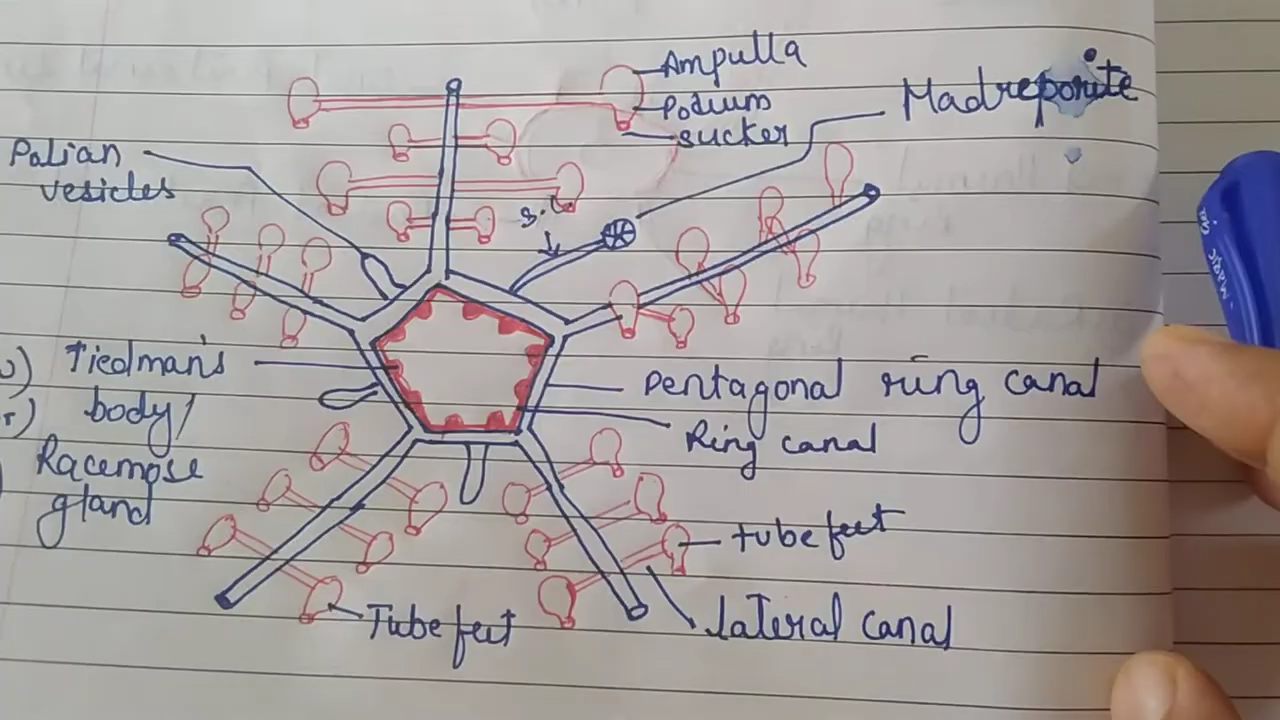 Ampulla
Podium
sucker
Madreporite
Polian
vesicles
s.c
Tiedman's
body/
Racemose
gland
Pentagonal ring canal
Ring canal
tube feet
Tube feet
lateral canal